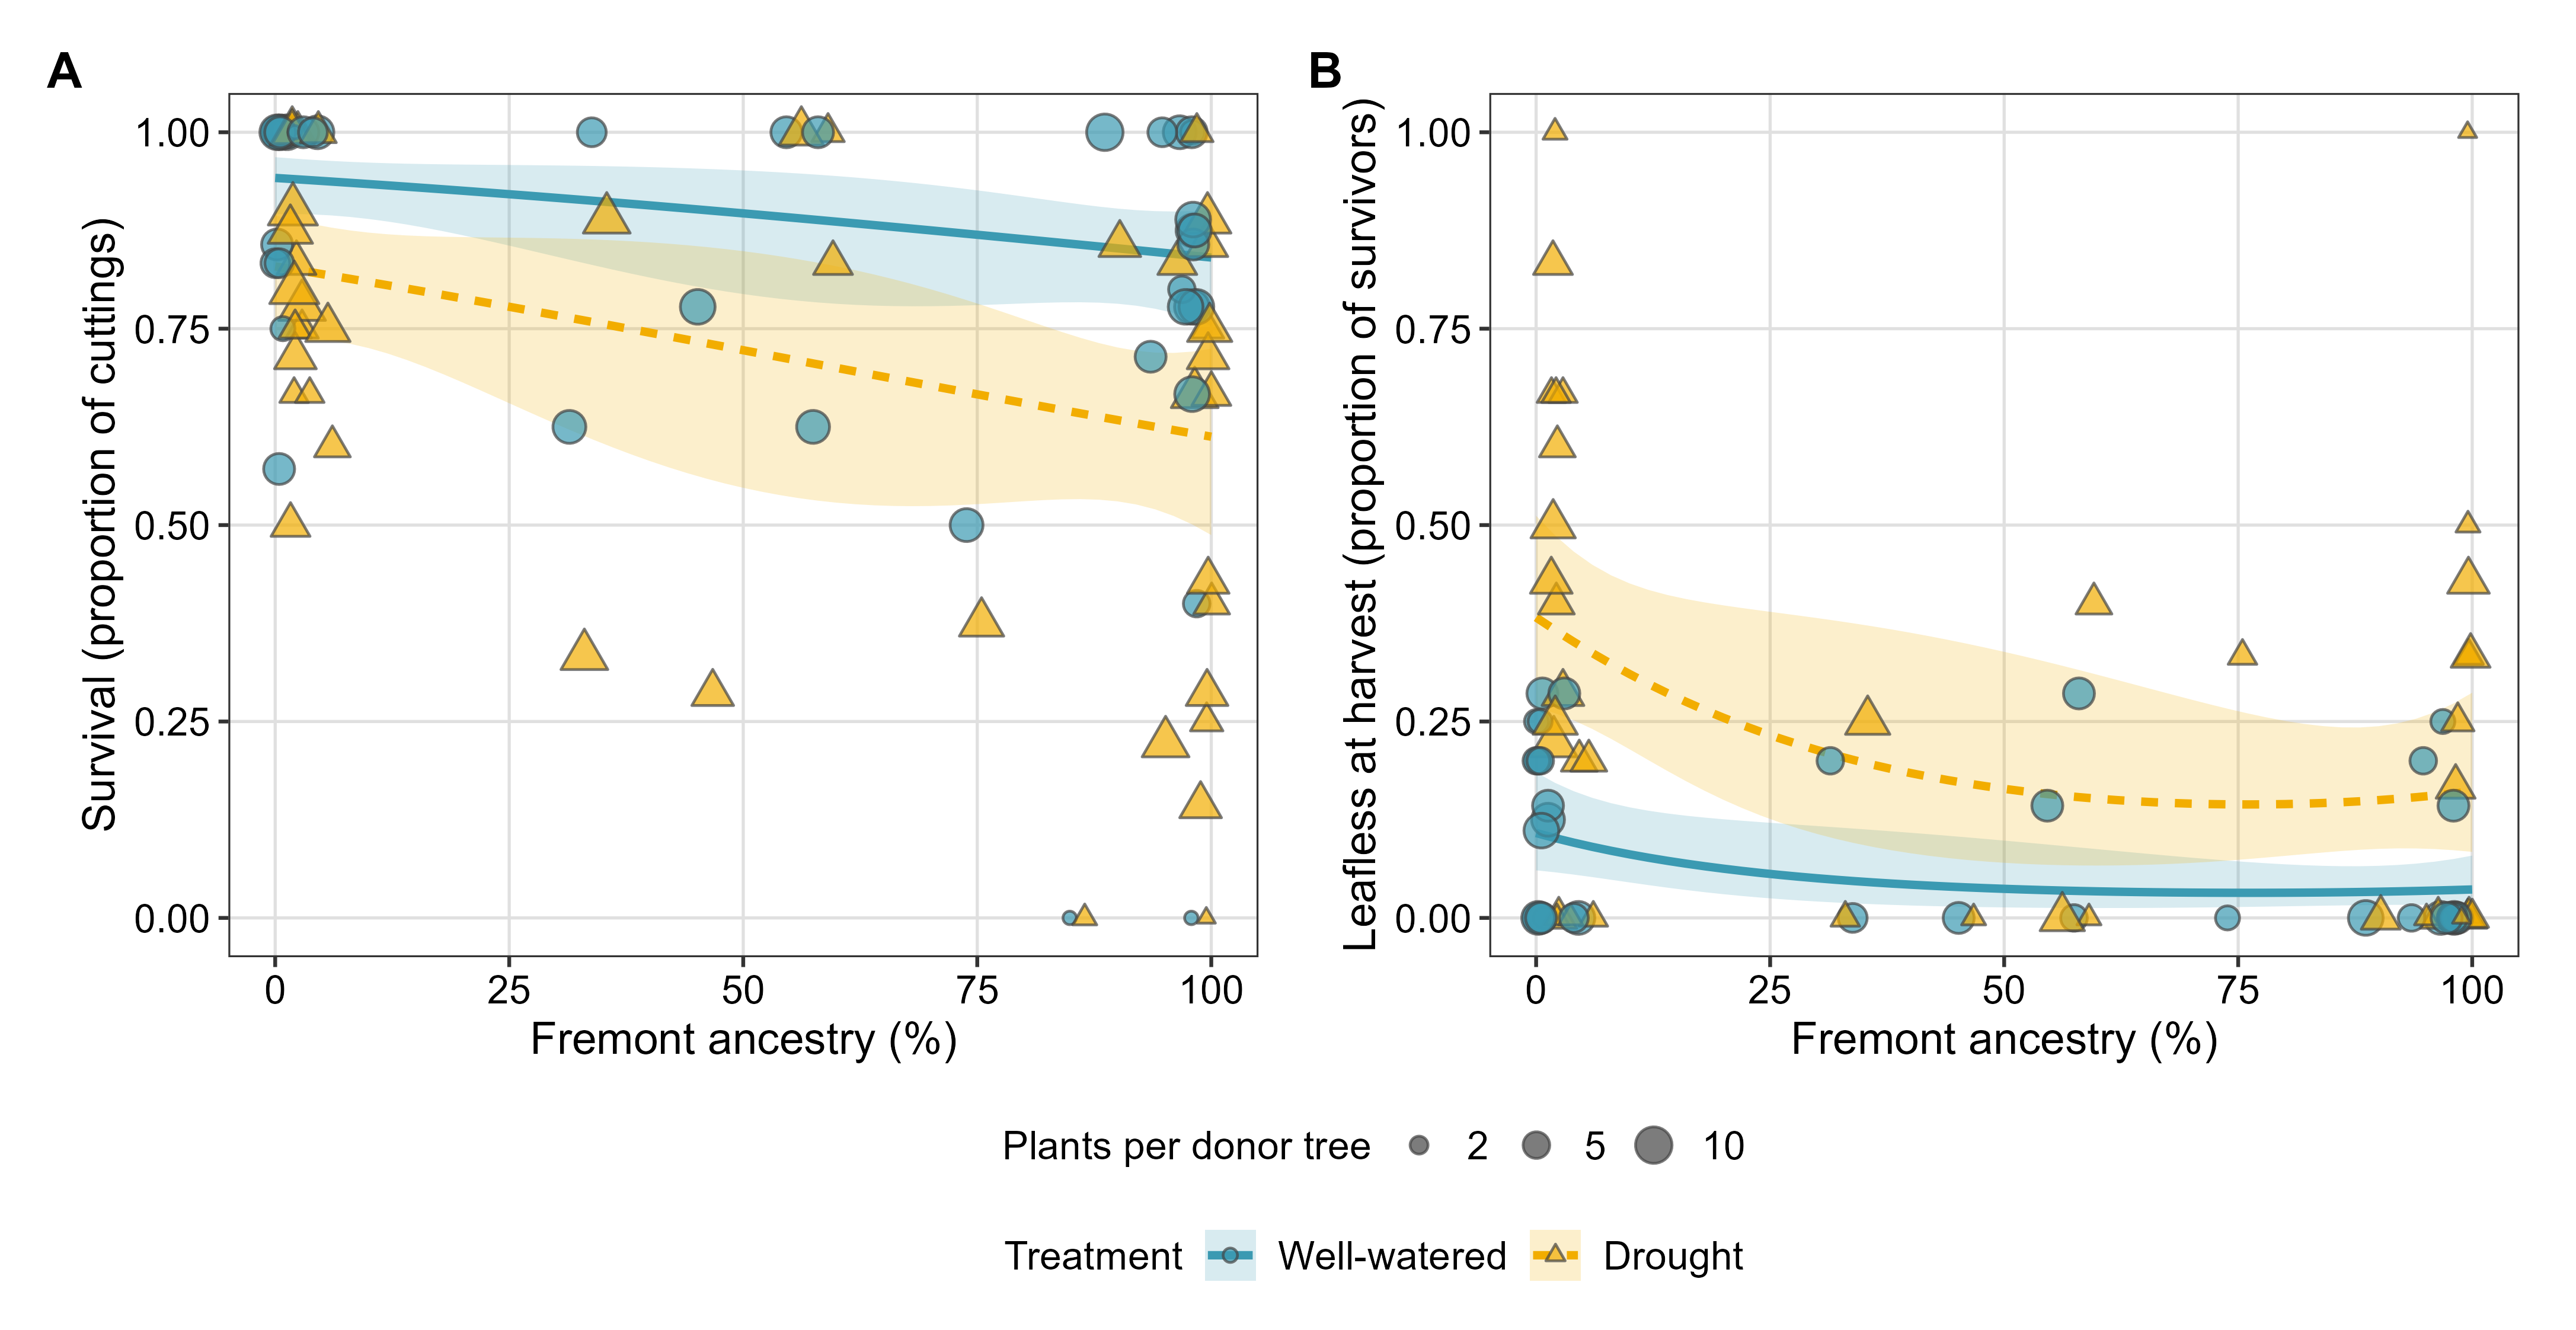 A
B
Survival (proportion of cuttings)
1.00
0.75
0.50
0.25
0.00
0 25 50 75 100
Fremont ancestry (%)
Leafless at harvest (proportion of survivors)
1.00
0.75
0.50
0.25
0.00
0 25 50 75 100
Fremont ancestry (%)
Plants per donor tree 2 5 10
Treatment Well-watered Drought